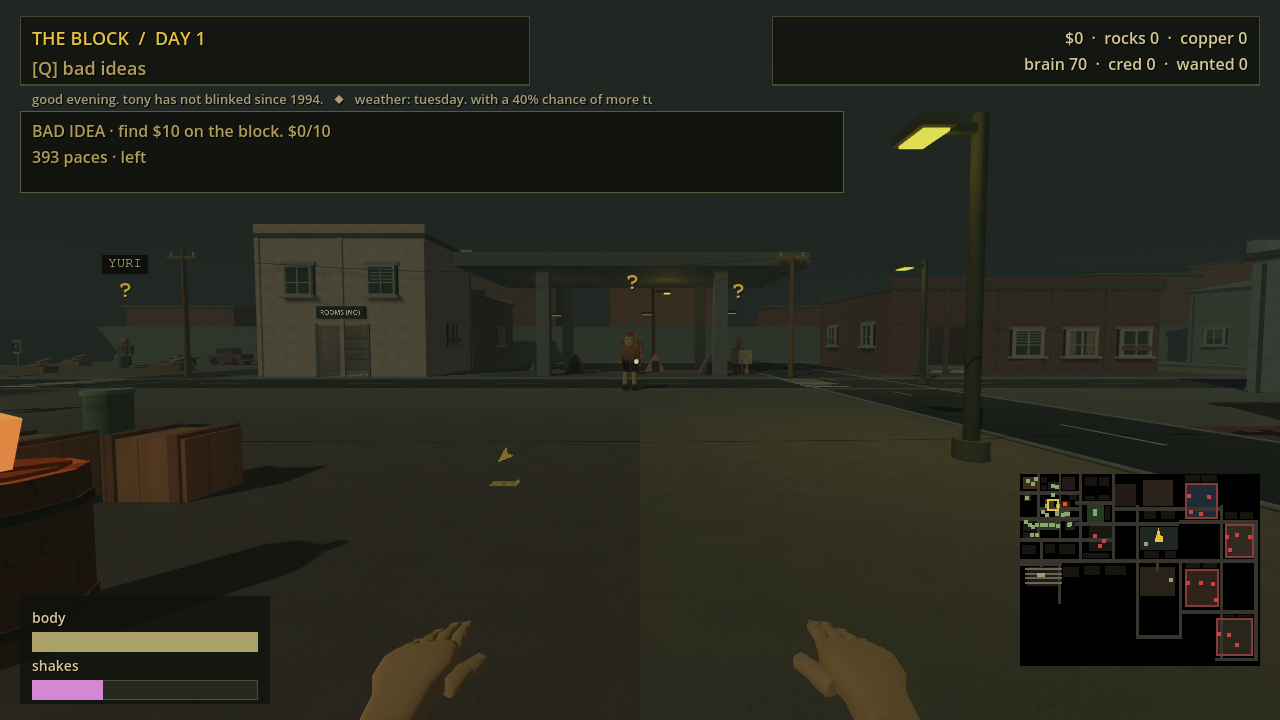 THE BLOCK / DAY 1
[Q] bad ideas
$0 · rocks 0 · copper 0
brain 70 · cred 0 · wanted 0
good evening. tony has not blinked since 1994. ◆ weather: tuesday. with a 40% chance of more tu
BAD IDEA · find $10 on the block. $0/10
393 paces · left
YURI
?
?
?
ROOMS (NO)
body
shakes